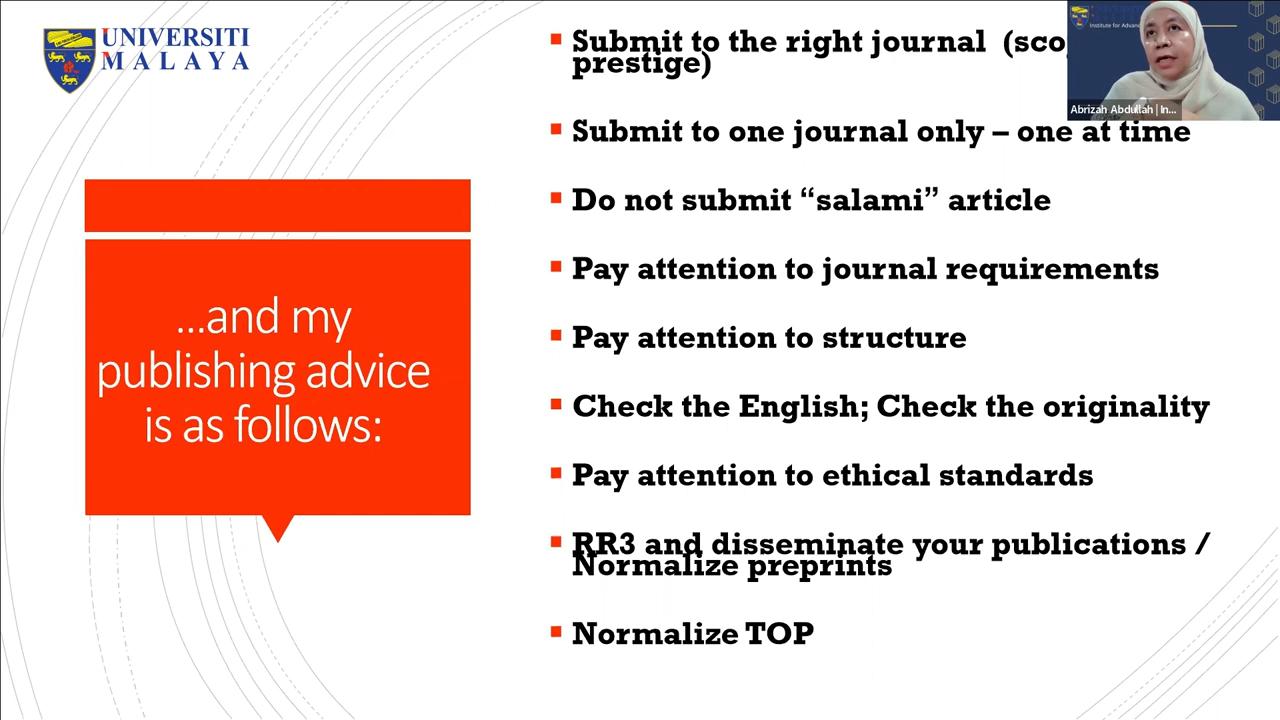 UNIVERSITI
MALAYA
...and my
publishing advice
is as follows:
Submit to the right journal (sco
prestige)
Submit to one journal only – one at time
Do not submit “salami” article
Pay attention to journal requirements
Pay attention to structure
Check the English; Check the originality
Pay attention to ethical standards
RR3 and disseminate your publications /
Normalize preprints
Normalize TOP
Institute for Advan
Abrizah Abdullah | In...